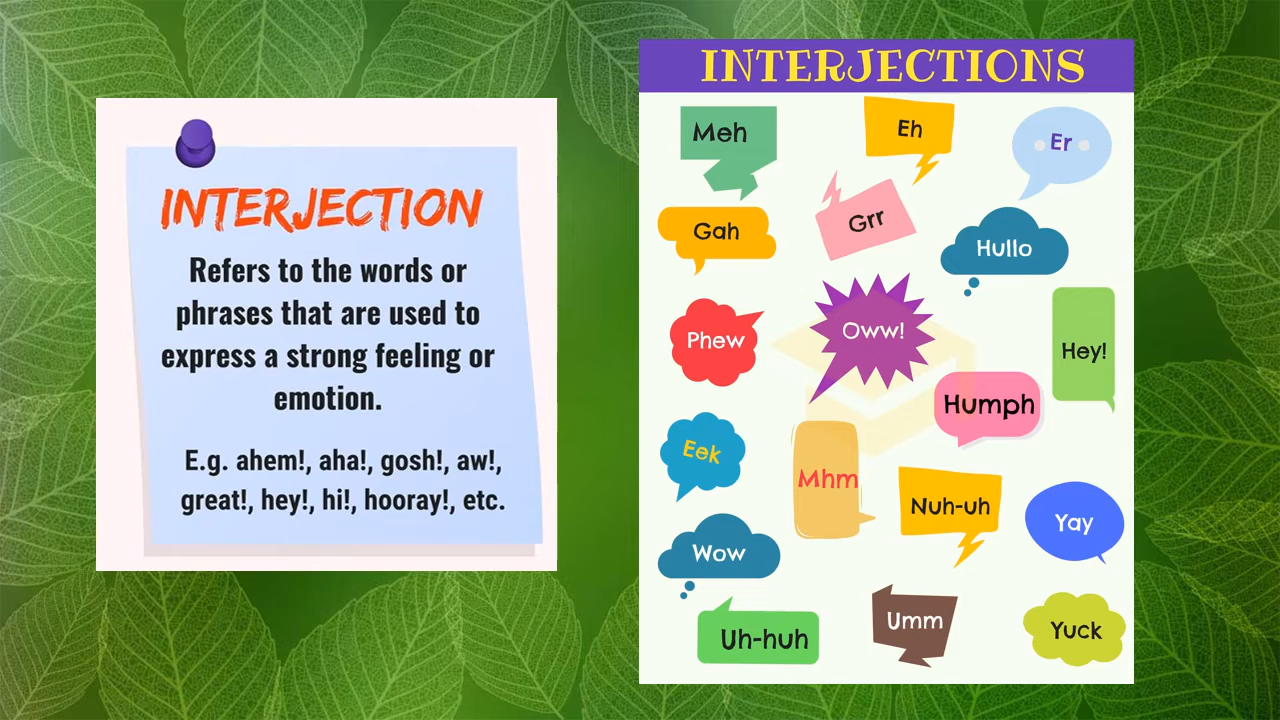 INTERJECTION
Refers to the words or
phrases that are used to
express a strong feeling or
emotion.
E.g. ahem!, aha!, gosh!, aw!,
great!, hey!, hi!, hooray!, etc.
INTERJECTIONS
Meh
Eh
Er
Gah
Grr
Hullo
Phew
Oww!
Hey!
Humph
Eek
Mhm
Nuh-uh
Yay
Wow
Uh-huh
Umm
Yuck